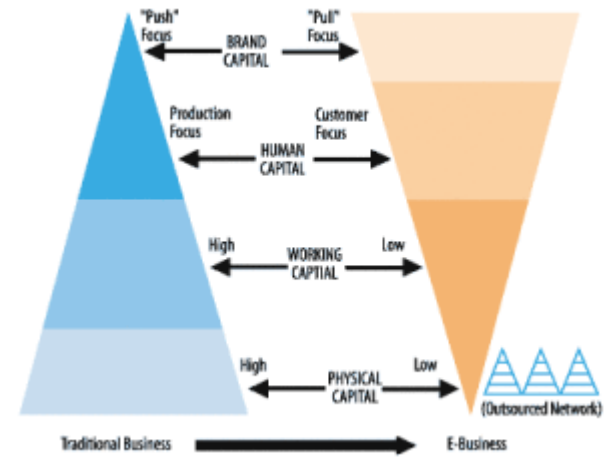 "Push"
Focus
BRAND
CAPITAL
"Pull"
Focus
Production
Focus
HUMAN
CAPITAL
Customer
Focus
High
WORKING
CAPTIAL
Low
High
PHYSICAL
CAPITAL
Low
(Outsourced Network)
Traditional Business
E-Business